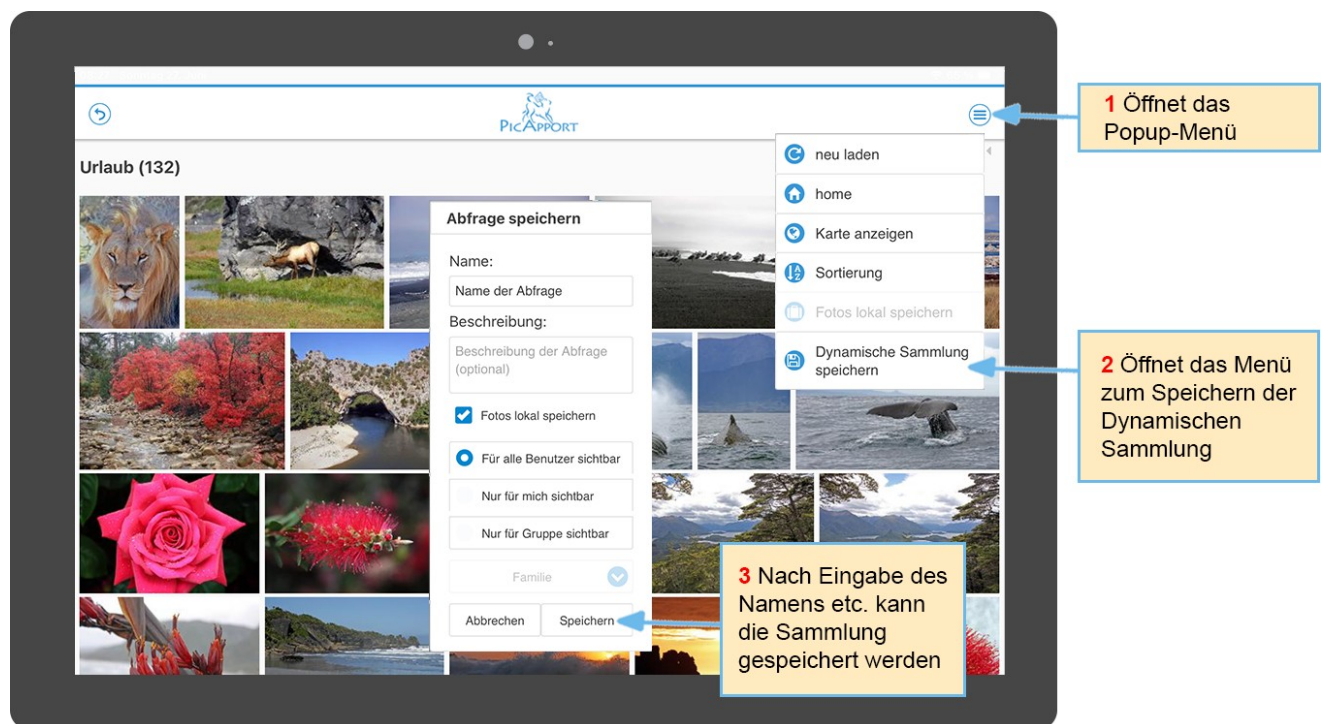 PICAPPORT
Urlaub (132)
neu laden
home
Karte anzeigen
Sortierung
Fotos lokal speichern
Dynamische Sammlung
speichern
Abfrage speichern
Name:
Name der Abfrage
Beschreibung:
Beschreibung der Abfrage
(optional)
Fotos lokal speichern
Für alle Benutzer sichtbar
Nur für mich sichtbar
Nur für Gruppe sichtbar
Familie
Abbrechen
Speichern
1 Öffnet das
Popup-Menü
2 Öffnet das Menü
zum Speichern der
Dynamischen
Sammlung
3 Nach Eingabe des
Namens etc. kann
die Sammlung
gespeichert werden